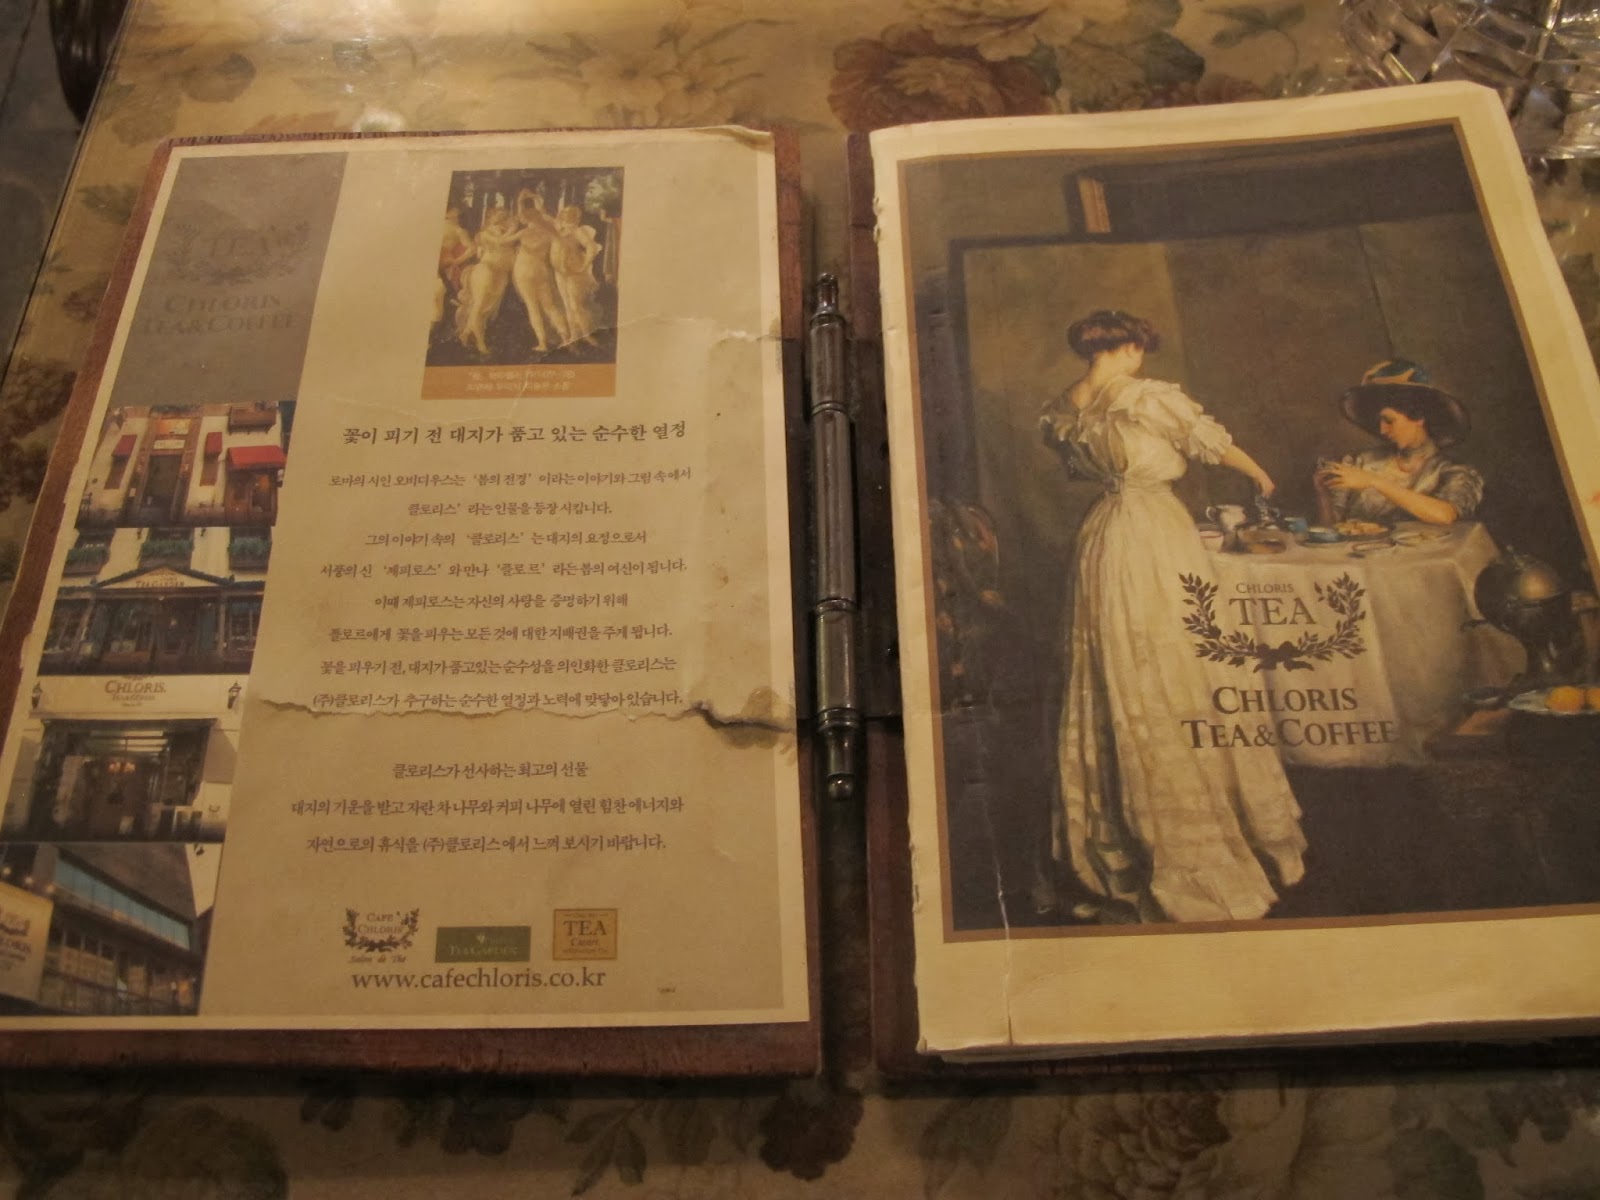 TEA
CHLORIS
TEA&COFFEE
꽃이 피기 전 대지가 품고 있는 순수한 열정
로마의 시인 오비디우스는 '봄의 전경' 이라는 이야기와 그림 속에서
클로리스' 라는 인물을 등장 시킵니다.
그의 이야기 속의 '클로리스' 는 대지의 요정으로서
서풍의 신 '제피로스' 와 만나 '플로르' 라는 봄의 여신이 됩니다.
이때 제피로스는 자신의 사랑을 증명하기 위해
플로르에게 꽃을 피우는 모든 것에 대한 지배권을 주게 됩니다.
꽃을 피우기 전, 대지가 품고있는 순수성을 의인화한 클로리스는
(주)클로리스가 추구하는 순수한 열정과 노력에 맞닿아 있습니다.
클로리스가 선사하는 최고의 선물
대지의 기운을 받고 자란 차 나무와 커피 나무에 열린 힘찬 에너지와
자연으로의 휴식을 (주)클로리스에서 느껴 보시기 바랍니다.
CAFE
CHLORIS
Salon de The
TEAGARDEN
TEA
www.cafechloris.co.kr
TEAGARDEN
CHLORIS
CHLORIS
TEA
CHLORIS
TEA&COFFEE